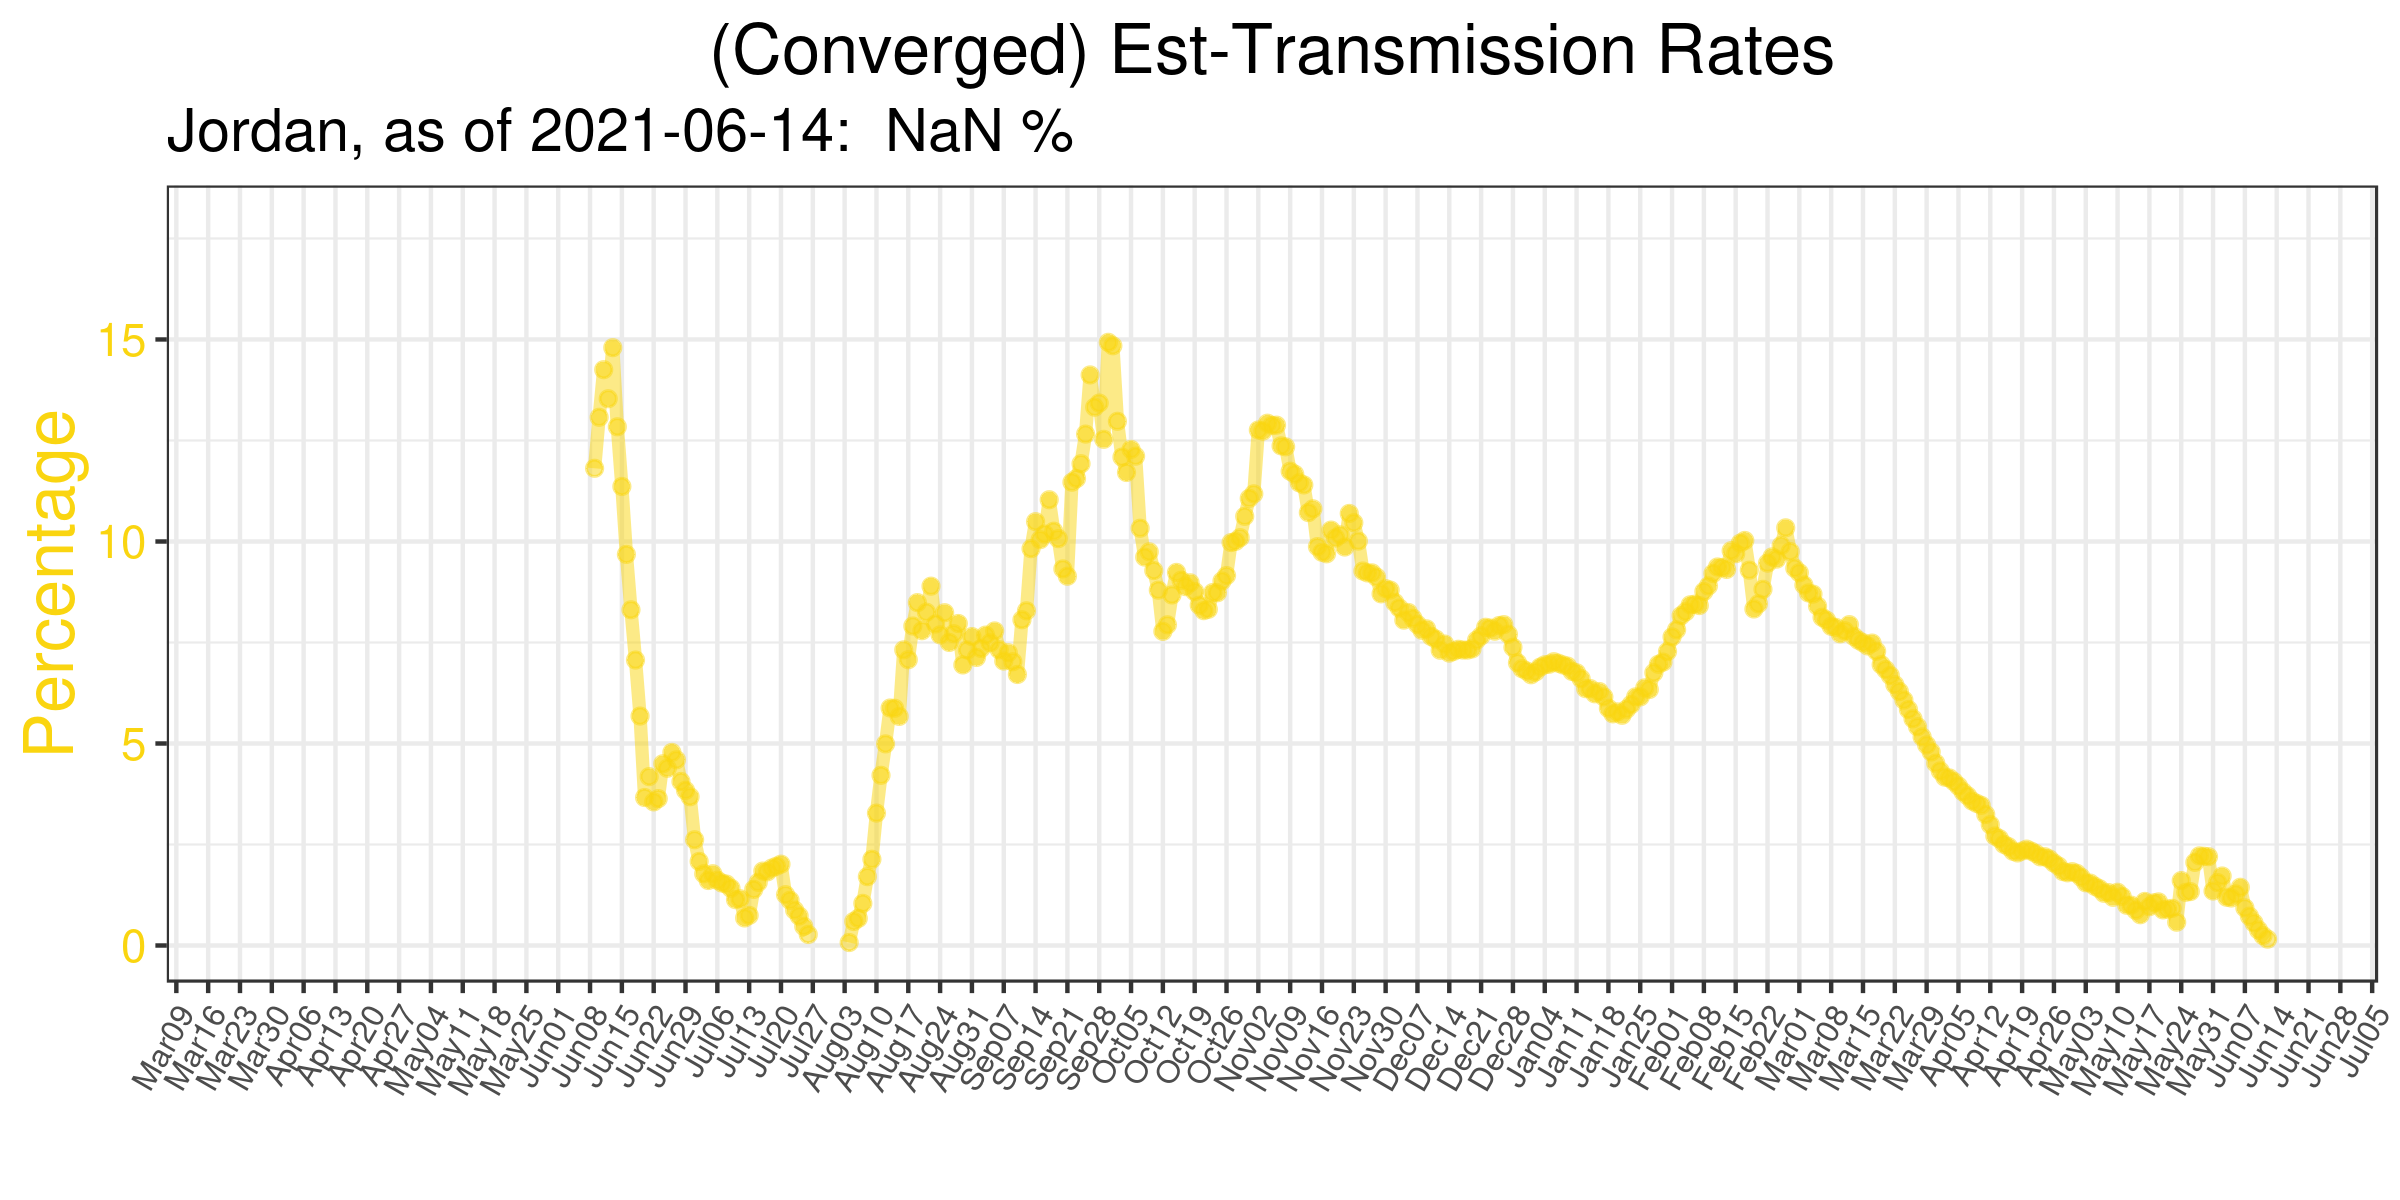 (Converged) Est-Transmission Rates
Jordan, as of 2021-06-14: NaN %
Percentage
15
10
5
0
Mar09
Mar16
Mar23
Mar30
Apr06
Apr13
Apr20
Apr27
May04
May11
May18
May25
Jun01
Jun08
Jun15
Jun22
Jun29
Jul06
Jul13
Jul20
Jul27
Aug03
Aug10
Aug17
Aug24
Aug31
Sep07
Sep14
Sep21
Sep28
Oct05
Oct12
Oct19
Oct26
Nov02
Nov09
Nov16
Nov23
Nov30
Dec07
Dec14
Dec21
Dec28
Jan04
Jan11
Jan18
Jan25
Feb01
Feb08
Feb15
Feb22
Mar01
Mar08
Mar15
Mar22
Mar29
Apr05
Apr12
Apr19
Apr26
May03
May10
May17
May24
May31
Jun07
Jun14
Jun21
Jun28
Jul05